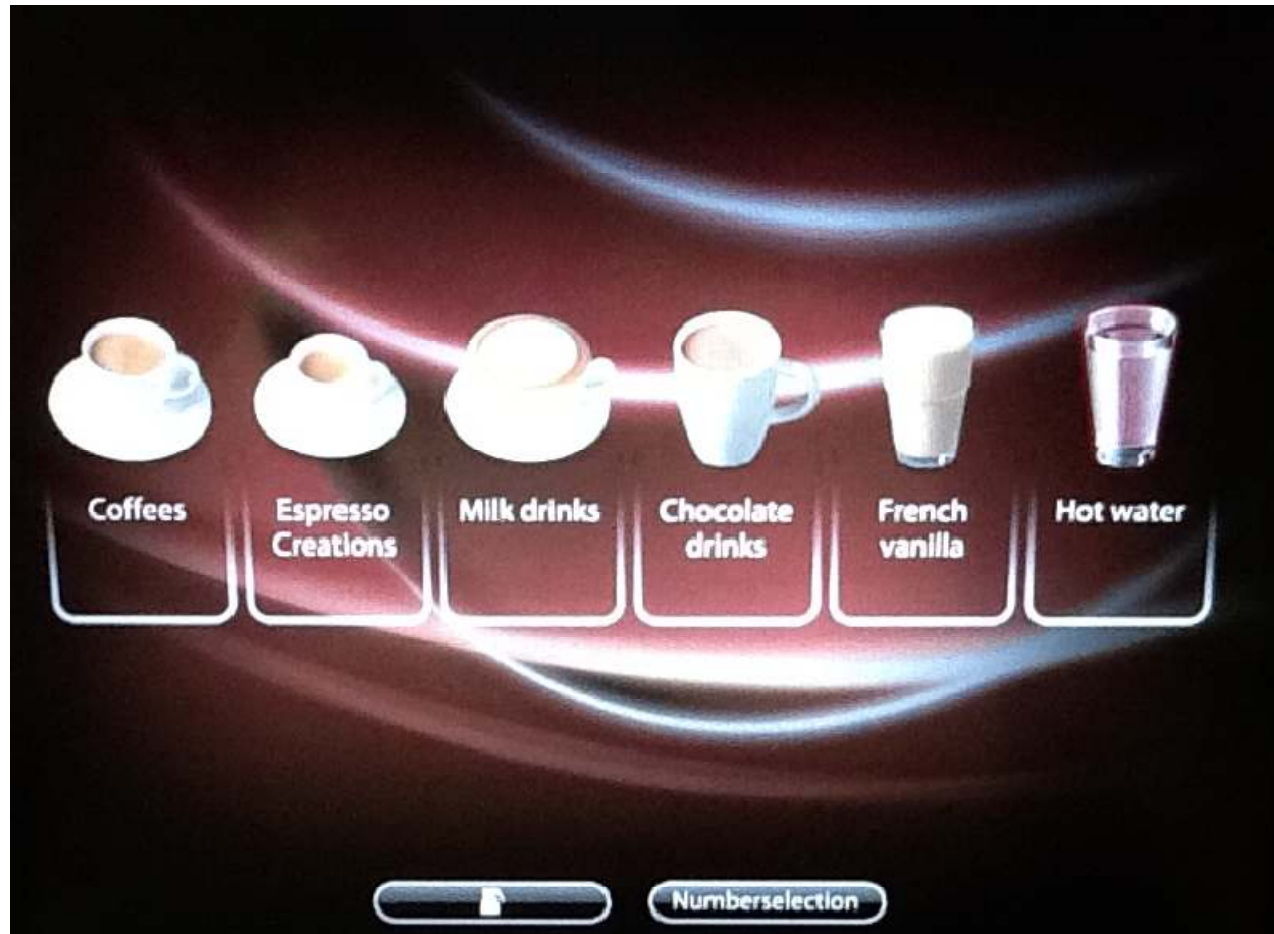 Coffees
Espresso
Creations
Milk drinks
Chocolate
drinks
French
vanilla
Hot water
Numberselection